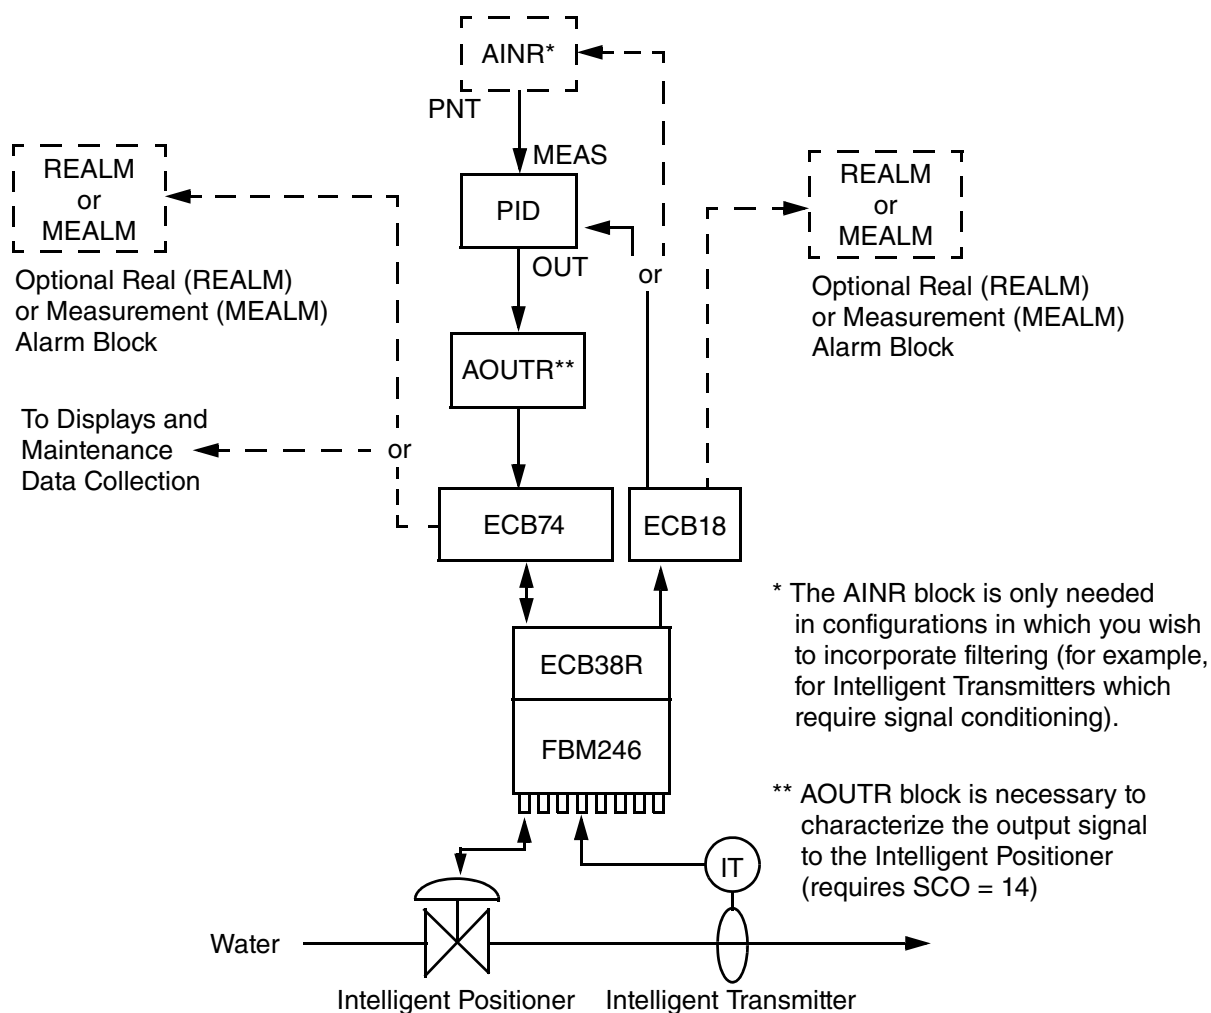 AINR*
PNT
MEAS
REALM
or
MEALM
Optional Real (REALM)
or Measurement (MEALM)
Alarm Block
PID
OUT
or
REALM
or
MEALM
Optional Real (REALM)
or Measurement (MEALM)
Alarm Block
AOUTR**
To Displays and
Maintenance
Data Collection
or
ECB74
ECB18
ECB38R
FBM246
* The AINR block is only needed
in configurations in which you wish
to incorporate filtering (for example,
for Intelligent Transmitters which
require signal conditioning).
** AOUTR block is necessary to
characterize the output signal
to the Intelligent Positioner
(requires SCO = 14)
IT
Water
Intelligent Positioner
Intelligent Transmitter